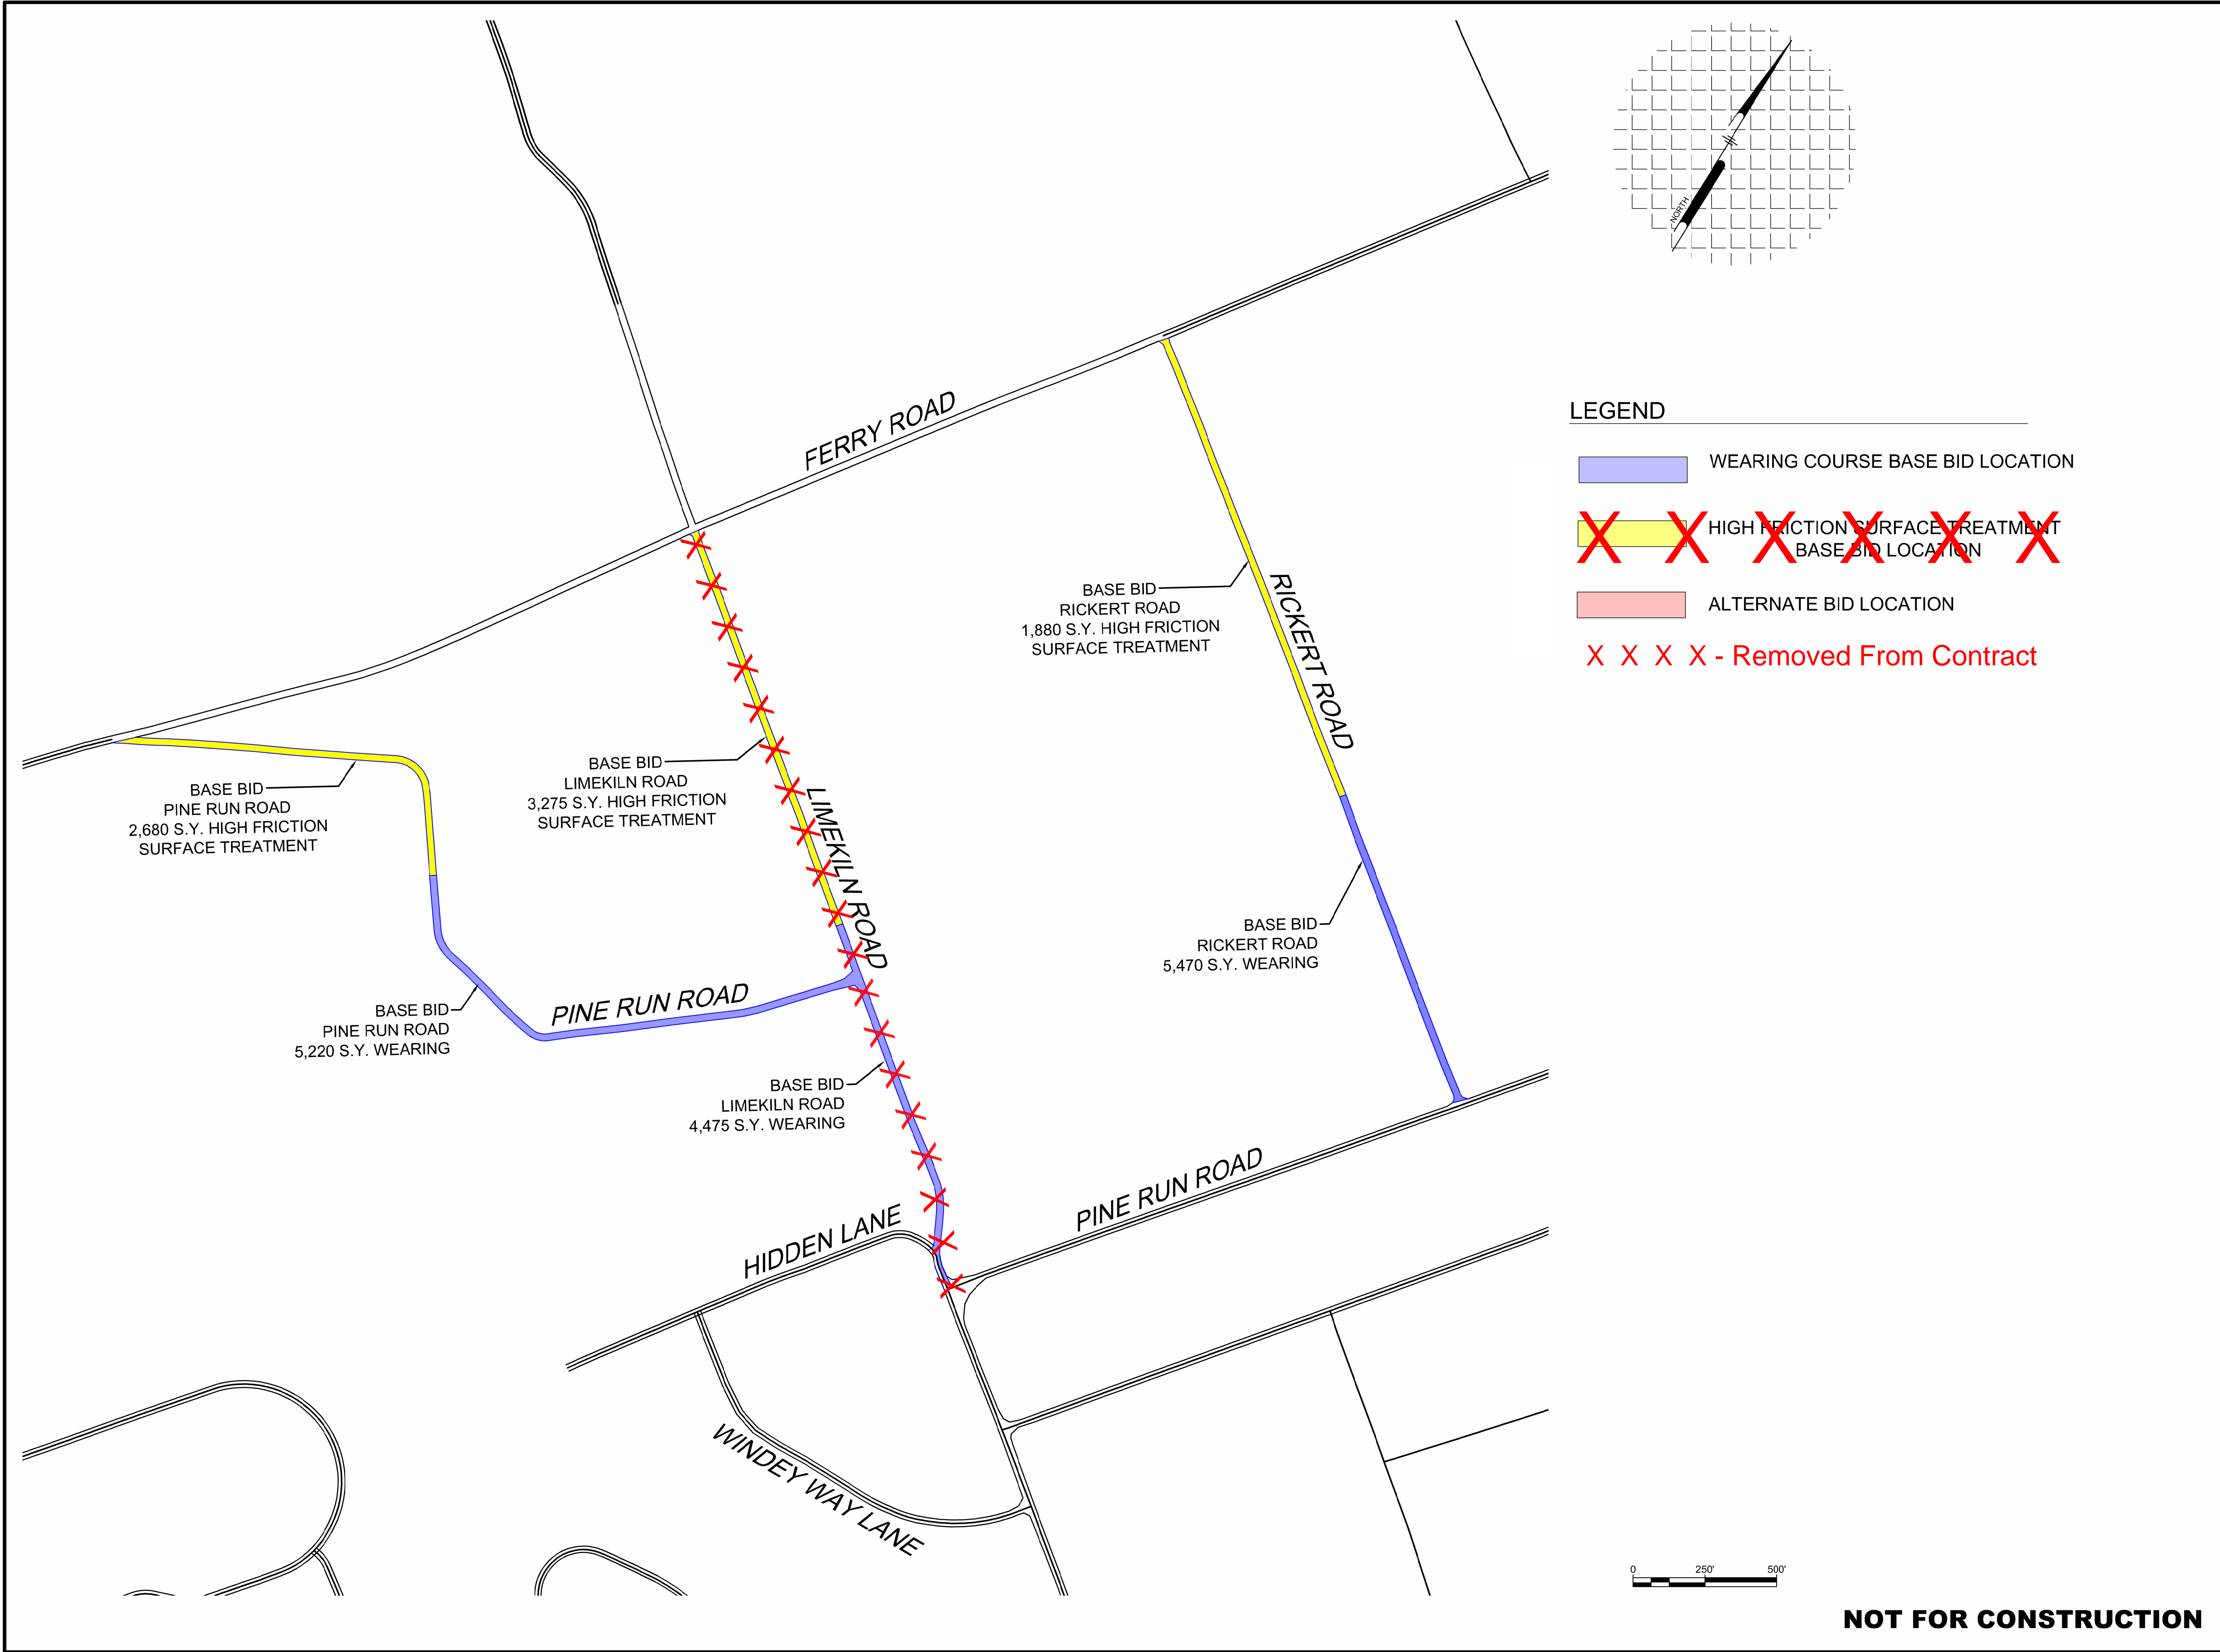 NORTH
FERRY ROAD
LEGEND
WEARING COURSE BASE BID LOCATION
HIGH FRICTION SURFACE TREATMENT
BASE BID LOCATION
ALTERNATE BID LOCATION
X X X X - Removed From Contract
BASE BID
RICKERT ROAD
1,880 S.Y. HIGH FRICTION
SURFACE TREATMENT
RICKERT ROAD
BASE BID
LIMEKILN ROAD
3,275 S.Y. HIGH FRICTION
SURFACE TREATMENT
BASE BID
PINE RUN ROAD
2,680 S.Y. HIGH FRICTION
SURFACE TREATMENT
LIMEKILN ROAD
BASE BID
RICKERT ROAD
5,470 S.Y. WEARING
PINE RUN ROAD
BASE BID
PINE RUN ROAD
5,220 S.Y. WEARING
BASE BID
LIMEKILN ROAD
4,475 S.Y. WEARING
PINE RUN ROAD
HIDDEN LANE
WINDEY WAY LANE
0 250' 500'
NOT FOR CONSTRUCTION